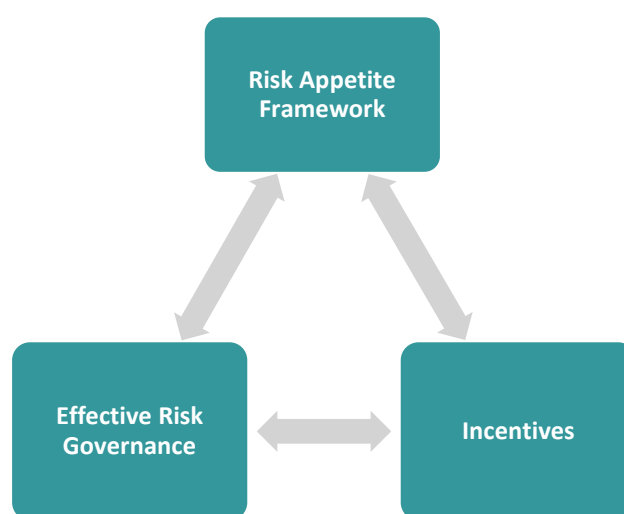 Risk Appetite
Framework
Effective Risk
Governance
Incentives